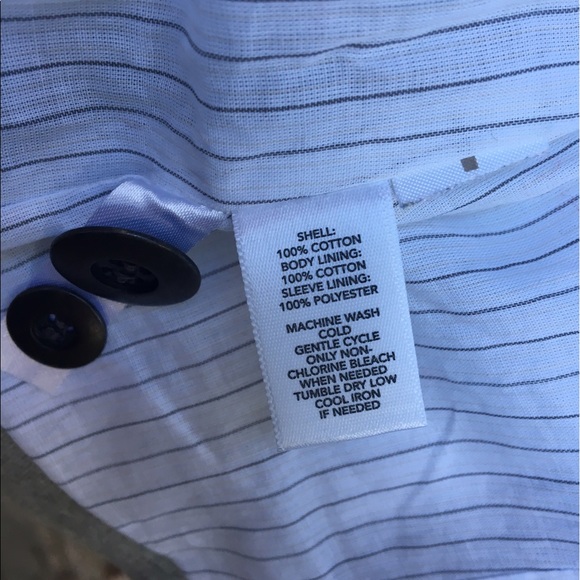 SHELL:
100% COTTON
BODY LINING:
100% COTTON
SLEEVE LINING:
100% POLYESTER
MACHINE WASH
COLD
GENTLE CYCLE
ONLY NON-
CHLORINE BLEACH
WHEN NEEDED
TUMBLE DRY LOW
COOL IRON
IF NEEDED